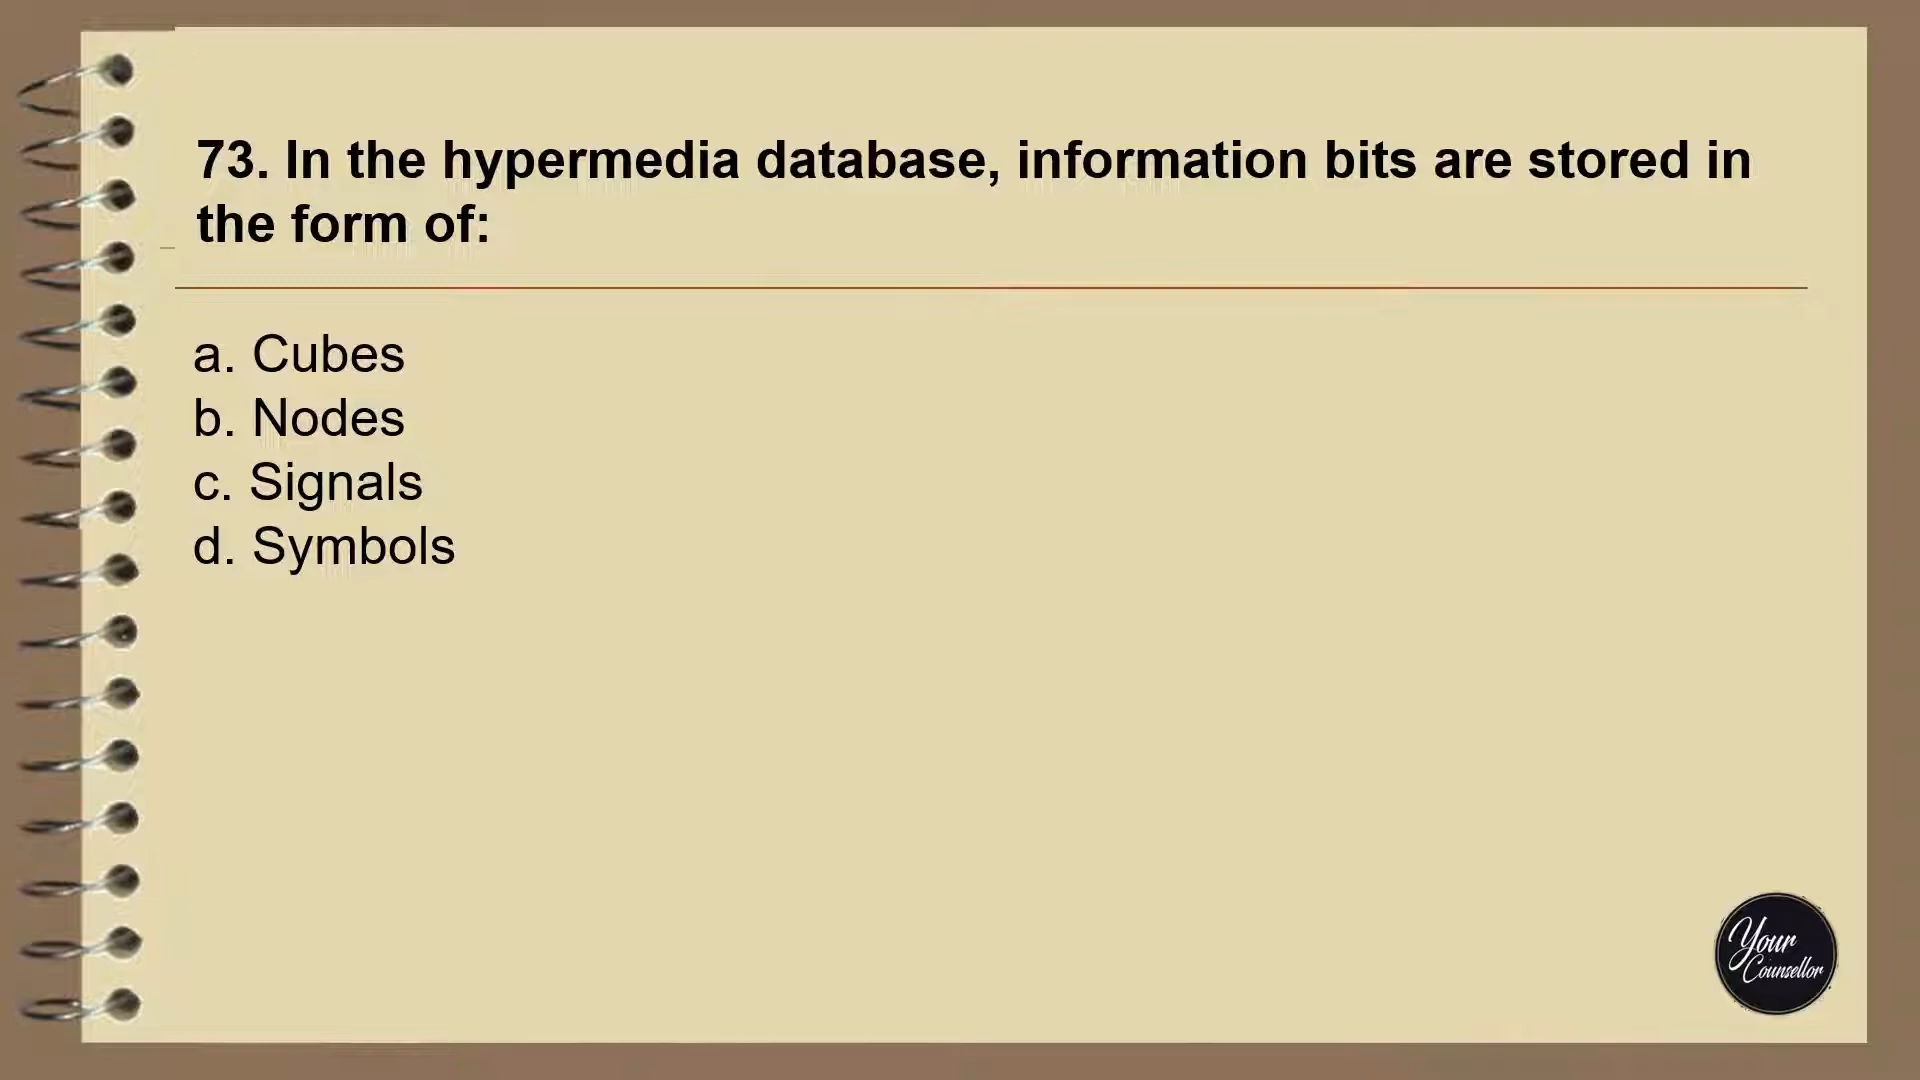 73. In the hypermedia database, information bits are stored in
the form of:
a. Cubes
b. Nodes
c. Signals
d. Symbols
Your
Counsellor